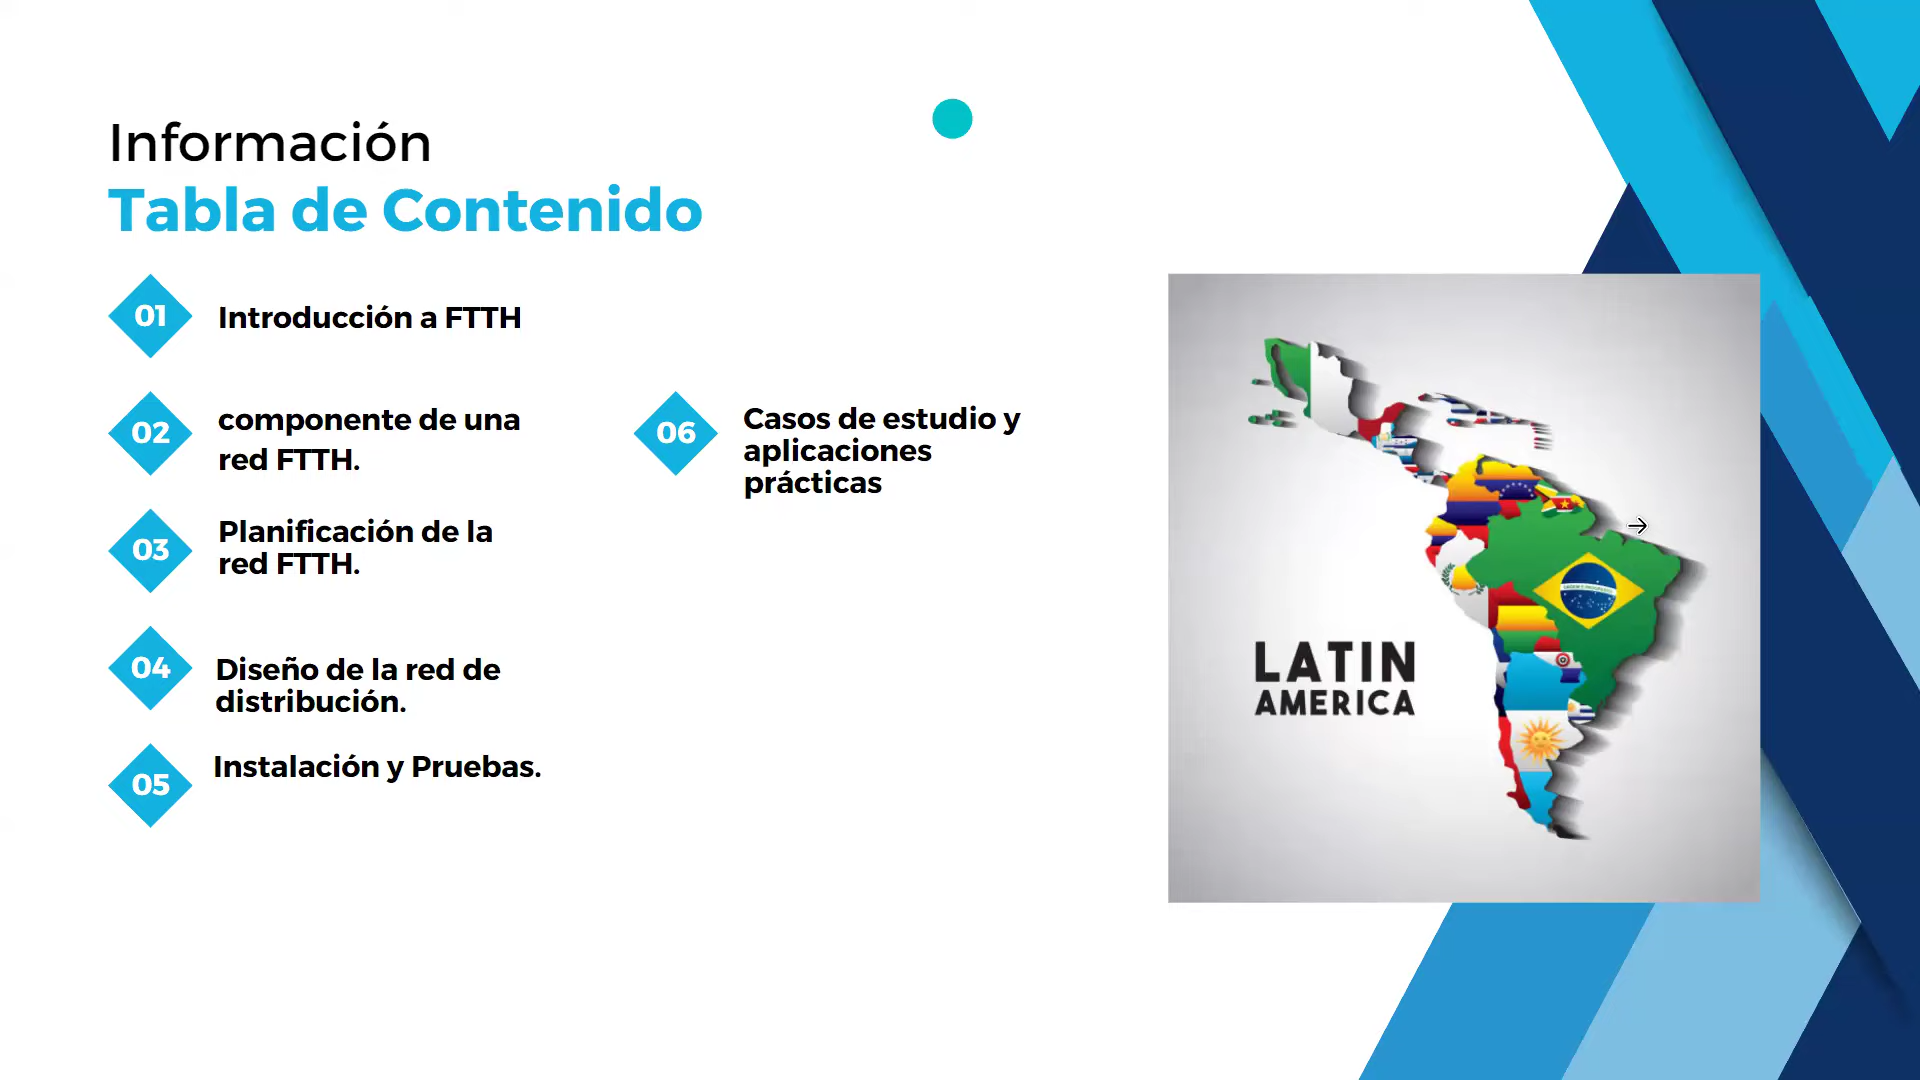 Información
Tabla de Contenido
01
Introducción a FTTH
02
componente de una
red FTTH.
03
Planificación de la
red FTTH.
04
Diseño de la red de
distribución.
05
Instalación y Pruebas.
06
Casos de estudio y
aplicaciones
prácticas
LATIN
AMERICA